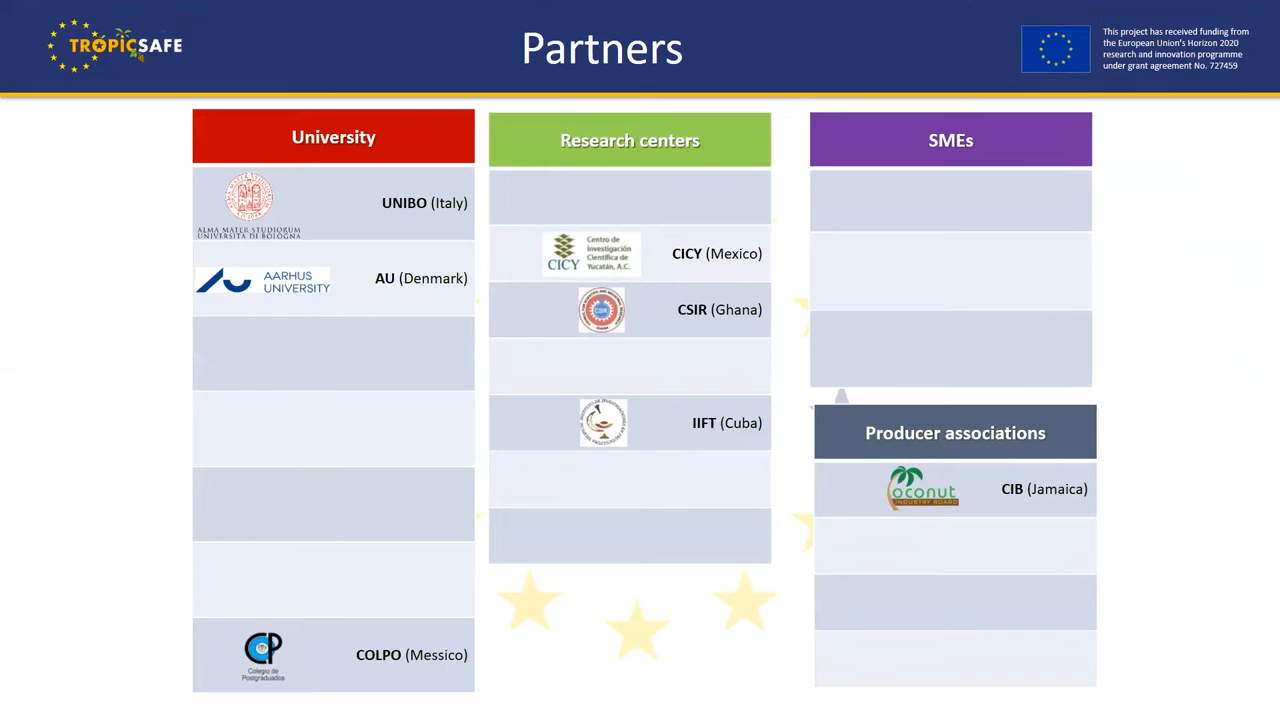 TROPICSAFE
Partners
This project has received funding from
the European Union's Horizon 2020
research and innovation programme
under grant agreement No. 727459
University
ALMA MATER STUDIORUM
UNIVERSITÀ DI BOLOGNA
UNIBO (Italy)
AARHUS
UNIVERSITY
AU (Denmark)
CP
Colegio de
Postgraduados
COLPO (Messico)
Research centers
CICY
Centro de
Investigación
Científica de
Yucatán, A.C.
CICY (Mexico)
CSIR
CSIR (Ghana)
IIFT (Cuba)
SMEs
Producer associations
Coconut
INDUSTRY BOARD
CIB (Jamaica)